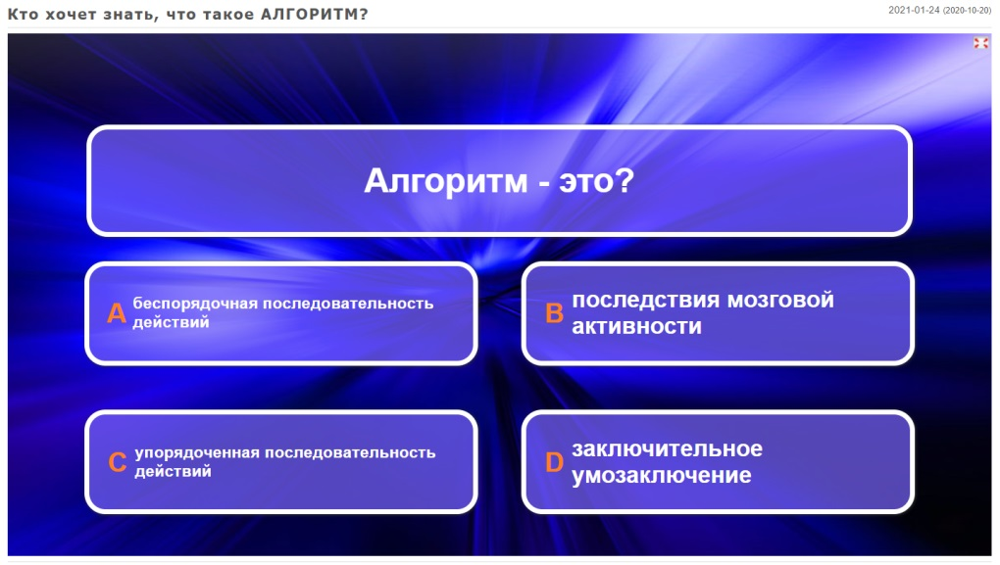 Кто хочет знать, что такое АЛГОРИТМ?
2021-01-24 (2020-10-20)
Алгоритм - это?
A беспорядочная последовательность
действий
B последствия мозговой
активности
C упорядоченная последовательность
действий
D заключительное
умозаключение